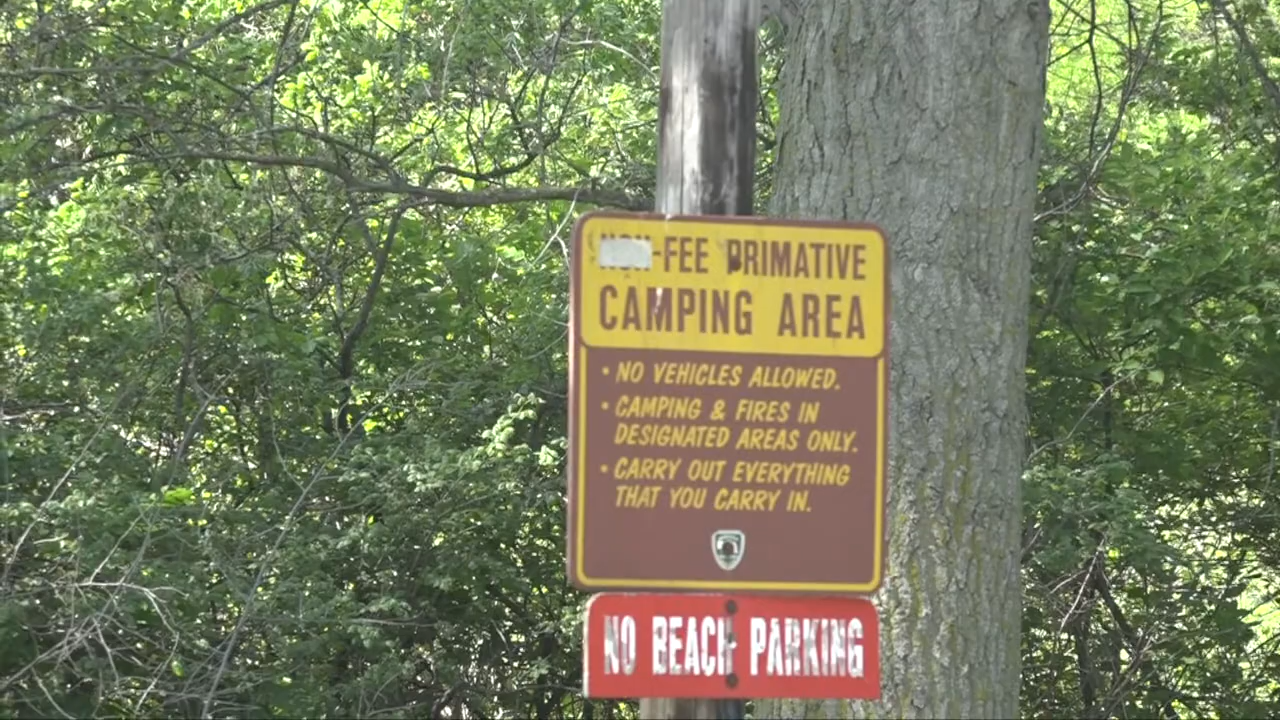 NON-FEE PRIMATIVE
CAMPING AREA
• NO VEHICLES ALLOWED.
• CAMPING & FIRES IN
DESIGNATED AREAS ONLY.
• CARRY OUT EVERYTHING
THAT YOU CARRY IN.
NO BEACH PARKING